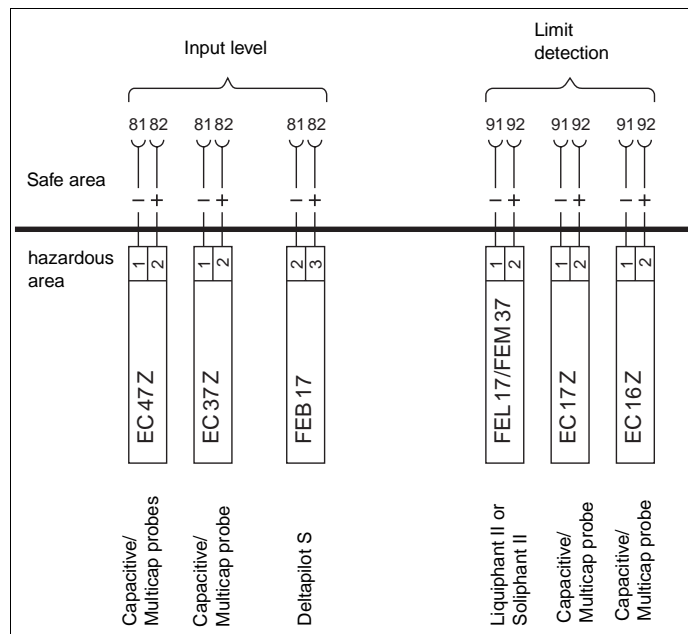 Input level
Limit
detection
81 82
81 82
81 82
91 92
91 92
91 92
Safe area
– +
– +
– +
– +
– +
– +
hazardous
area
1 2
1 2
2 3
1 2
1 2
1 2
EC 47 Z
EC 37 Z
FEB 17
FEL 17/FEM 37
EC 17 Z
EC 16 Z
Capacitive/
Multicap probes
Capacitive/
Multicap probe
Deltapilot S
Liquiphant II or
Soliphant II
Capacitive/
Multicap probe
Capacitive/
Multicap probe